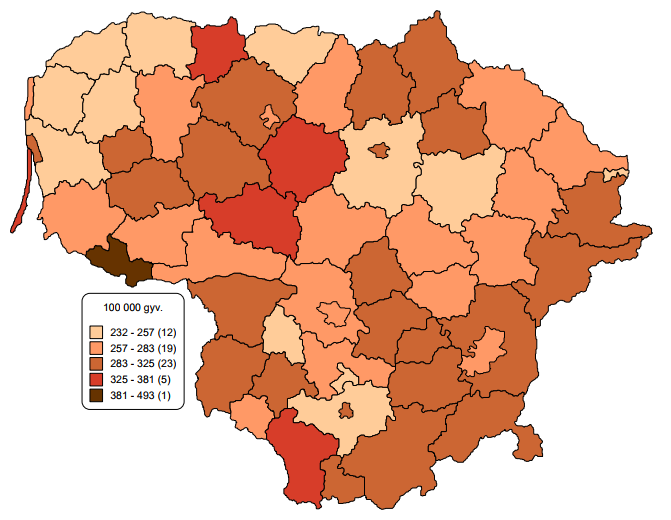 100 000 gyv.
232 - 257 (12)
257 - 283 (19)
283 - 325 (23)
325 - 381 (5)
381 - 493 (1)